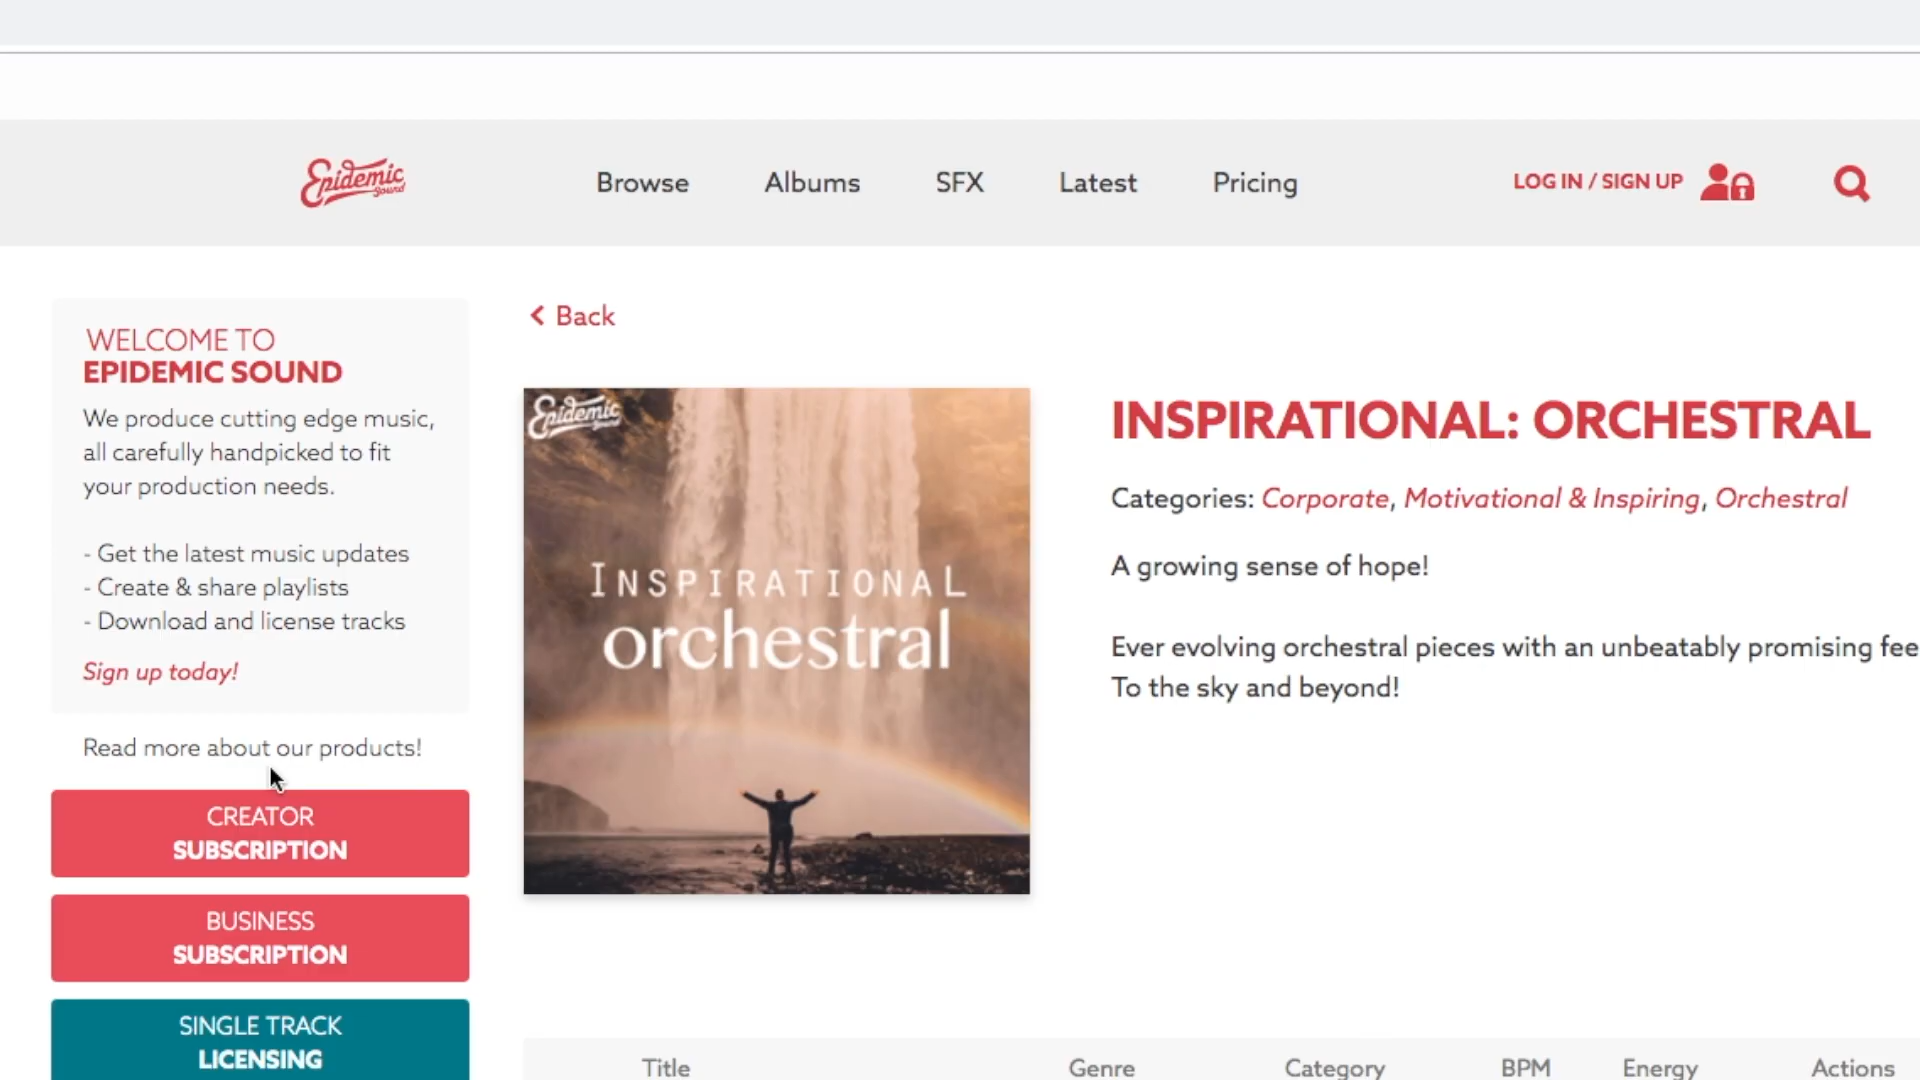 Epidemic Sound
Browse
Albums
SFX
Latest
Pricing
LOG IN / SIGN UP
WELCOME TO
EPIDEMIC SOUND
We produce cutting edge music,
all carefully handpicked to fit
your production needs.
- Get the latest music updates
- Create & share playlists
- Download and license tracks
Sign up today!
Read more about our products!
CREATOR
SUBSCRIPTION
BUSINESS
SUBSCRIPTION
SINGLE TRACK
LICENSING
Back
Epidemic Sound
INSPIRATIONAL
orchestral
INSPIRATIONAL: ORCHESTRAL
Categories: Corporate, Motivational & Inspiring, Orchestral
A growing sense of hope!
Ever evolving orchestral pieces with an unbeatably promising fee
To the sky and beyond!
Title
Genre
Category
BPM
Energy
Actions